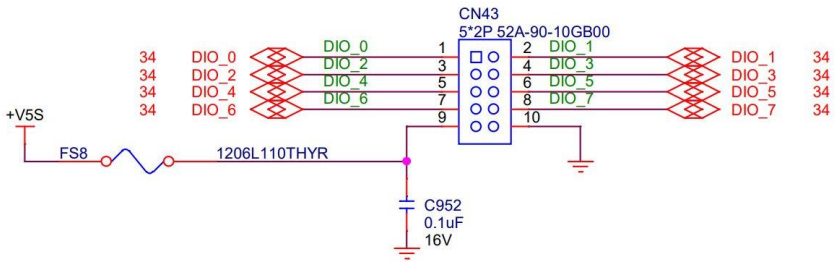 CN43
5*2P 52A-90-10GB00
34 DIO_0 DIO_0 1 2 DIO_1 DIO_1 34
34 DIO_2 DIO_2 3 4 DIO_3 DIO_3 34
34 DIO_4 DIO_4 5 6 DIO_5 DIO_5 34
34 DIO_6 DIO_6 7 8 DIO_7 DIO_7 34
+V5S 9 10
FS8 1206L110THYR
C952
0.1uF
16V